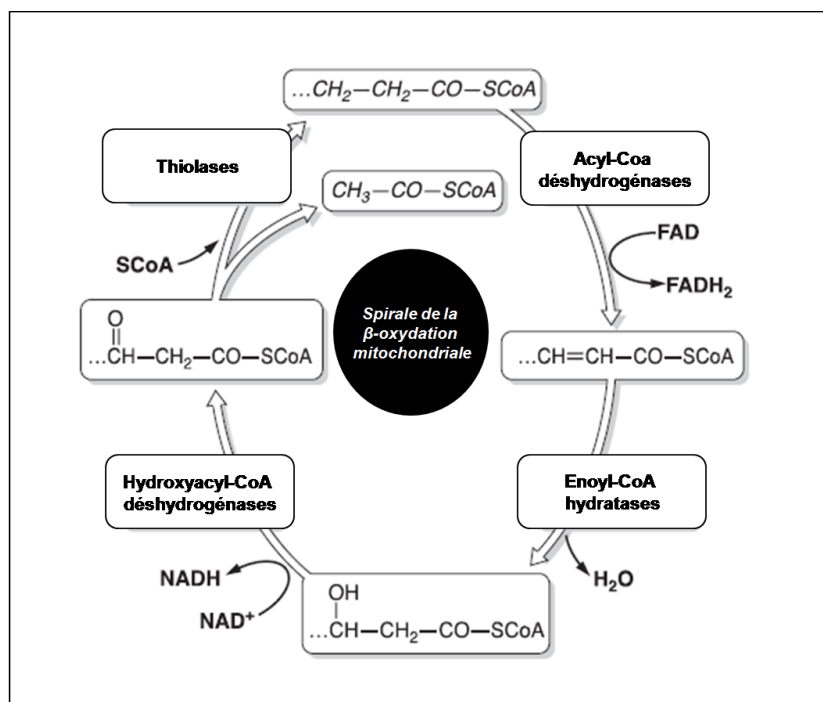 ...CH₂—CH₂—CO—SCoA
Thiolases
Acyl-Coa
déshydrogénases
CH₃—CO—SCoA
SCoA
FAD
FADH₂
Spirale de la
β-oxydation
mitochondriale
O
...CH—CH₂—CO—SCoA
...CH=CH—CO—SCoA
Hydroxyacyl-CoA
déshydrogénases
Enoyl-CoA
hydratases
NADH
NAD⁺
H₂O
OH
...CH—CH₂—CO—SCoA